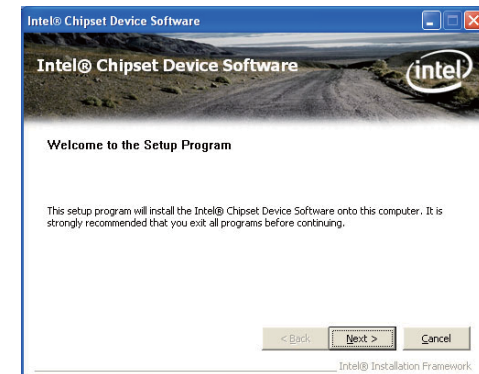 Intel® Chipset Device Software
Intel® Chipset Device Software
intel
Welcome to the Setup Program
This setup program will install the Intel® Chipset Device Software onto this computer. It is
strongly recommended that you exit all programs before continuing.
< Back Next > Cancel
Intel® Installation Framework